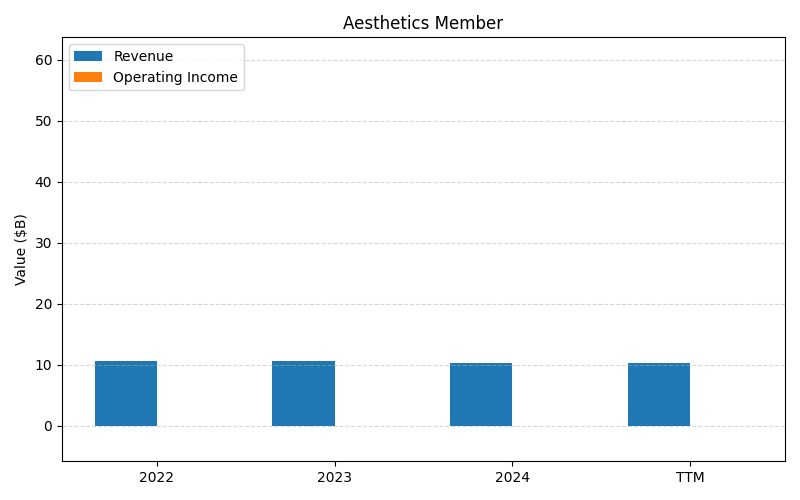 Aesthetics Member
Revenue
Operating Income
60
50
40
30
20
10
0
Value ($B)
2022 2023 2024 TTM